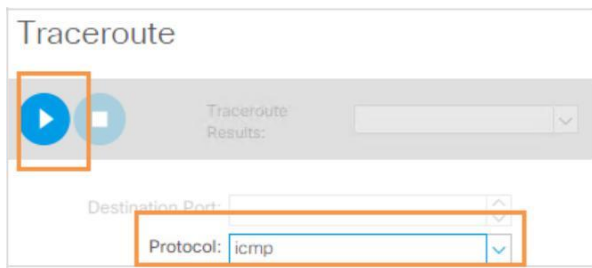 Traceroute
Traceroute
Results:
Destination Port:
Protocol: icmp